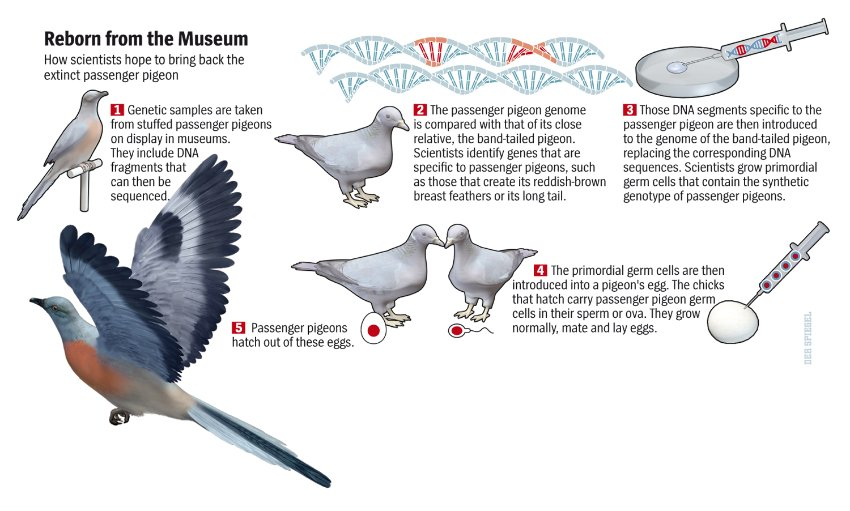 Reborn from the Museum
How scientists hope to bring back the
extinct passenger pigeon
1 Genetic samples are taken
from stuffed passenger pigeons
on display in museums.
They include DNA
fragments that
can then be
sequenced.
2 The passenger pigeon genome
is compared with that of its close
relative, the band-tailed pigeon.
Scientists identify genes that are
specific to passenger pigeons, such
as those that create its reddish-brown
breast feathers or its long tail.
3 Those DNA segments specific to the
passenger pigeon are then introduced
to the genome of the band-tailed pigeon,
replacing the corresponding DNA
sequences. Scientists grow primordial
germ cells that contain the synthetic
genotype of passenger pigeons.
4 The primordial germ cells are then
introduced into a pigeon's egg. The chicks
that hatch carry passenger pigeon germ
cells in their sperm or ova. They grow
normally, mate and lay eggs.
5 Passenger pigeons
hatch out of these eggs.
DER SPIEGEL